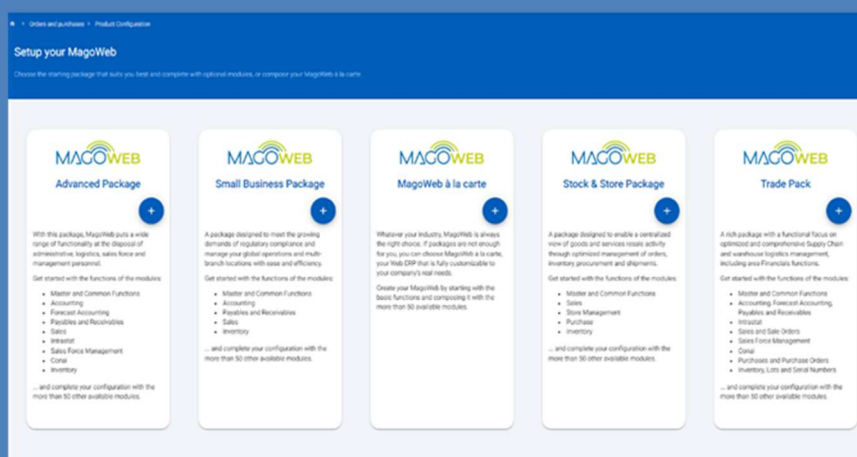 Orders and purchases > Product Configuration
Setup your MagoWeb
Choose the starting package that suits you best and complete with optional modules, or compose your MagoWeb à la carte
MAGOWEB
Advanced Package
+
With this package, MagoWeb puts a wide
range of functionality at the disposal of
administrative, logistics, sales force and
management personnel.
Get started with the functions of the modules:
• Master and Common Functions
• Accounting
• Forecast Accounting
• Payables and Receivables
• Sales
• Intrastat
• Sales Force Management
• Conai
• Inventory
... and complete your configuration with the
more than 50 other available modules.
MAGOWEB
Small Business Package
+
A package designed to meet the growing
demands of regulatory compliance and
manage your global operations and multi-
branch locations with ease and efficiency.
Get started with the functions of the modules:
• Master and Common Functions
• Accounting
• Payables and Receivables
• Sales
• Inventory
... and complete your configuration with the
more than 50 other available modules.
MAGOWEB
MagoWeb à la carte
+
Whatever your industry, MagoWeb is always
the right choice. If packages are not enough
for you, you can choose MagoWeb à la carte,
your Web ERP that is fully customizable to
your company's real needs.
Create your MagoWeb by starting with the
basic functions and composing it with the
more than 50 available modules.
MAGOWEB
Stock & Store Package
+
A package designed to enable a centralized
view of goods and services resale activity
through optimized management of orders,
inventory procurement and shipments.
Get started with the functions of the modules:
• Master and Common Functions
• Sales
• Store Management
• Purchase
• Inventory
... and complete your configuration with the
more than 50 other available modules.
MAGOWEB
Trade Pack
+
A rich package with a functional focus on
optimized and comprehensive Supply Chain
and warehouse logistics management,
including area Financials functions.
Get started with the functions of the modules:
• Master and Common Functions
• Accounting, Forecast Accounting,
Payables and Receivables
• Intrastat
• Sales and Sale Orders
• Sales Force Management
• Conai
• Purchases and Purchase Orders
• Inventory, Lots and Serial Numbers
... and complete your configuration with the
more than 50 other available modules.